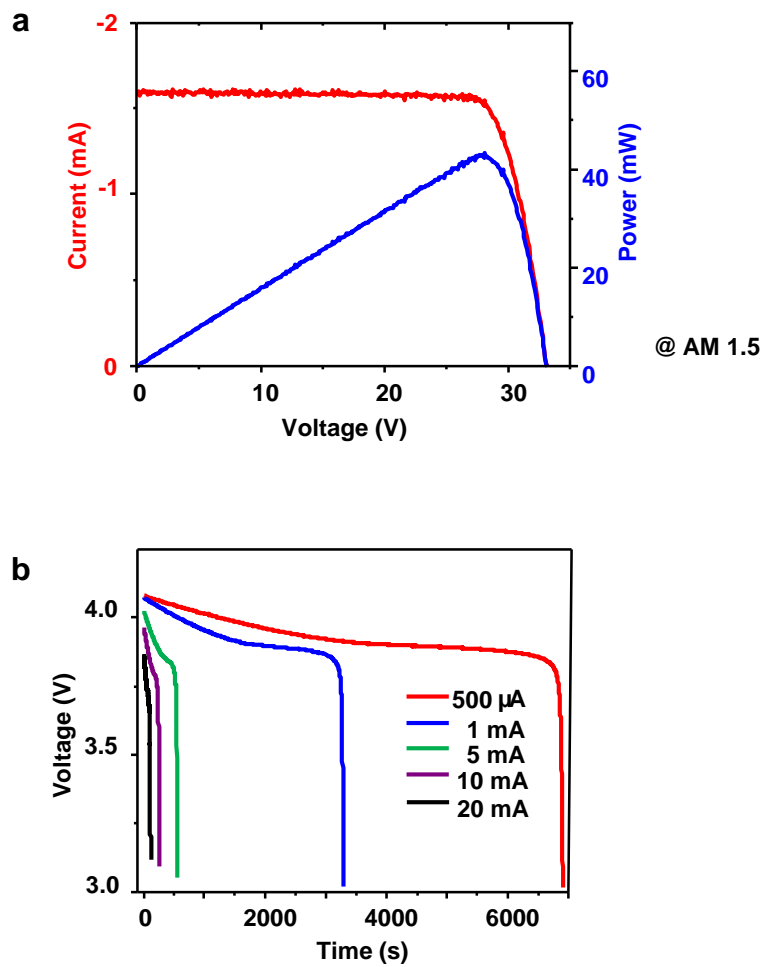 a
-2
-1
0
Current (mA)
60
40
20
0
Power (mW)
0 10 20 30
Voltage (V)
@ AM 1.5
b
4.0
3.5
3.0
Voltage (V)
500 µA
1 mA
5 mA
10 mA
20 mA
0 2000 4000 6000
Time (s)